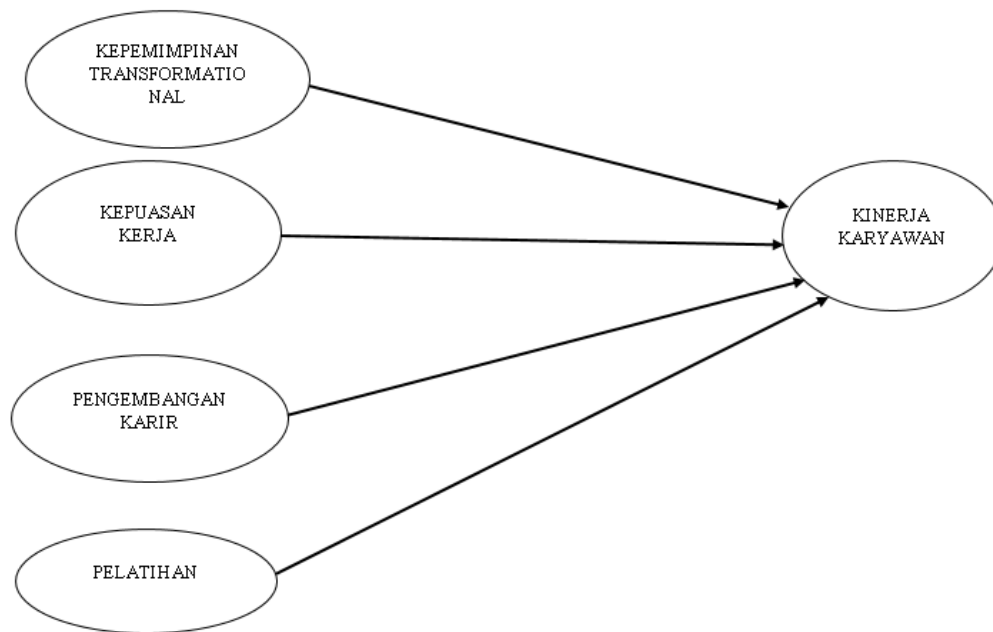 KEPEMIMPINAN
TRANSFORMATIO
NAL
KEPUASAN
KERJA
KINERJA
KARYAWAN
PENGEMBANGAN
KARIR
PELATIHAN